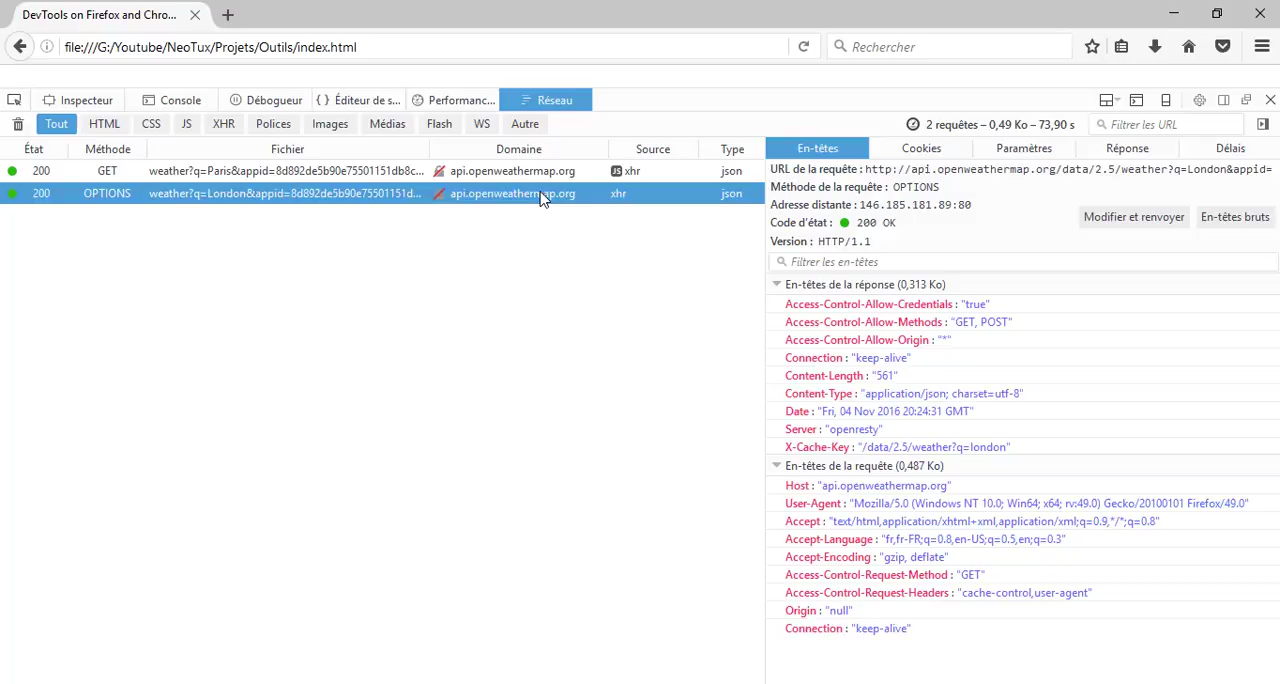 DevTools on Firefox and Chro...
file:///G:/Youtube/NeoTux/Projets/Outils/index.html
Rechercher
Inspecteur Console Débogueur Éditeur de s... Performanc... Réseau
Tout HTML CSS JS XHR Polices Images Médias Flash WS Autre 2 requêtes – 0,49 Ko – 73,90 s Filtrer les URL
État Méthode Fichier Domaine Source Type
200 GET weather?q=Paris&appid=8d892de5b90e75501151db8c... api.openweathermap.org JS xhr json
200 OPTIONS weather?q=London&appid=8d892de5b90e75501151d... api.openweathermap.org xhr json
En-têtes Cookies Paramètres Réponse Délais
URL de la requête : http://api.openweathermap.org/data/2.5/weather?q=London&appid=
Méthode de la requête : OPTIONS
Adresse distante : 146.185.181.89:80
Code d'état : 200 OK
Modifier et renvoyer En-têtes bruts
Version : HTTP/1.1
Filtrer les en-têtes
En-têtes de la réponse (0,313 Ko)
Access-Control-Allow-Credentials : "true"
Access-Control-Allow-Methods : "GET, POST"
Access-Control-Allow-Origin : "*"
Connection : "keep-alive"
Content-Length : "561"
Content-Type : "application/json; charset=utf-8"
Date : "Fri, 04 Nov 2016 20:24:31 GMT"
Server : "openresty"
X-Cache-Key : "/data/2.5/weather?q=london"
En-têtes de la requête (0,487 Ko)
Host : "api.openweathermap.org"
User-Agent : "Mozilla/5.0 (Windows NT 10.0; Win64; x64; rv:49.0) Gecko/20100101 Firefox/49.0"
Accept : "text/html,application/xhtml+xml,application/xml;q=0.9,*/*;q=0.8"
Accept-Language : "fr,fr-FR;q=0.8,en-US;q=0.5,en;q=0.3"
Accept-Encoding : "gzip, deflate"
Access-Control-Request-Method : "GET"
Access-Control-Request-Headers : "cache-control,user-agent"
Origin : "null"
Connection : "keep-alive"